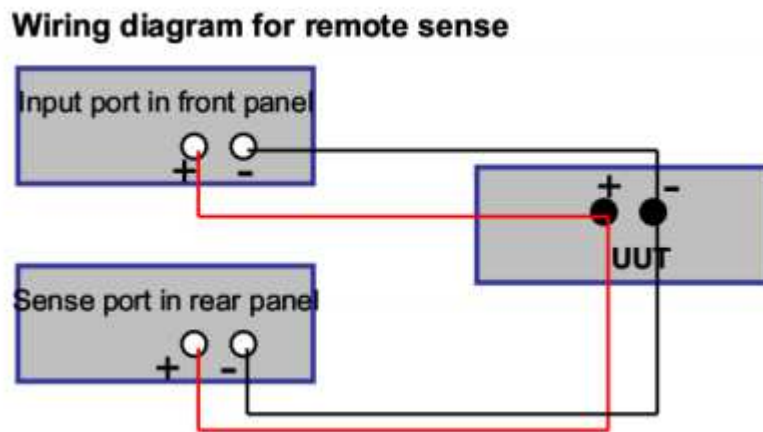 Wiring diagram for remote sense
Input port in front panel
+ -
+ -
UUT
Sense port in rear panel
+ -